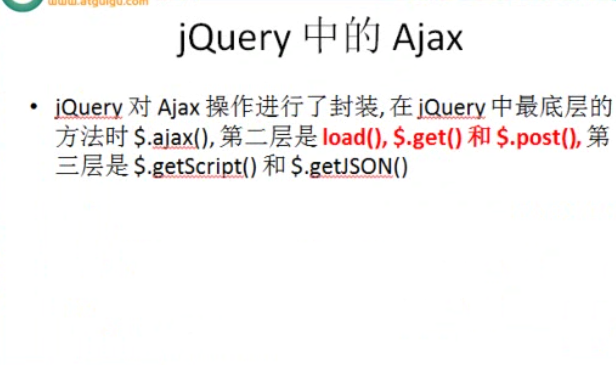 www.atguigu.com
jQuery 中的 Ajax
• jQuery 对 Ajax 操作进行了封装, 在 jQuery 中最底层的
方法时 $.ajax(), 第二层是 load(), $.get() 和 $.post(), 第
三层是 $.getScript() 和 $.getJSON()